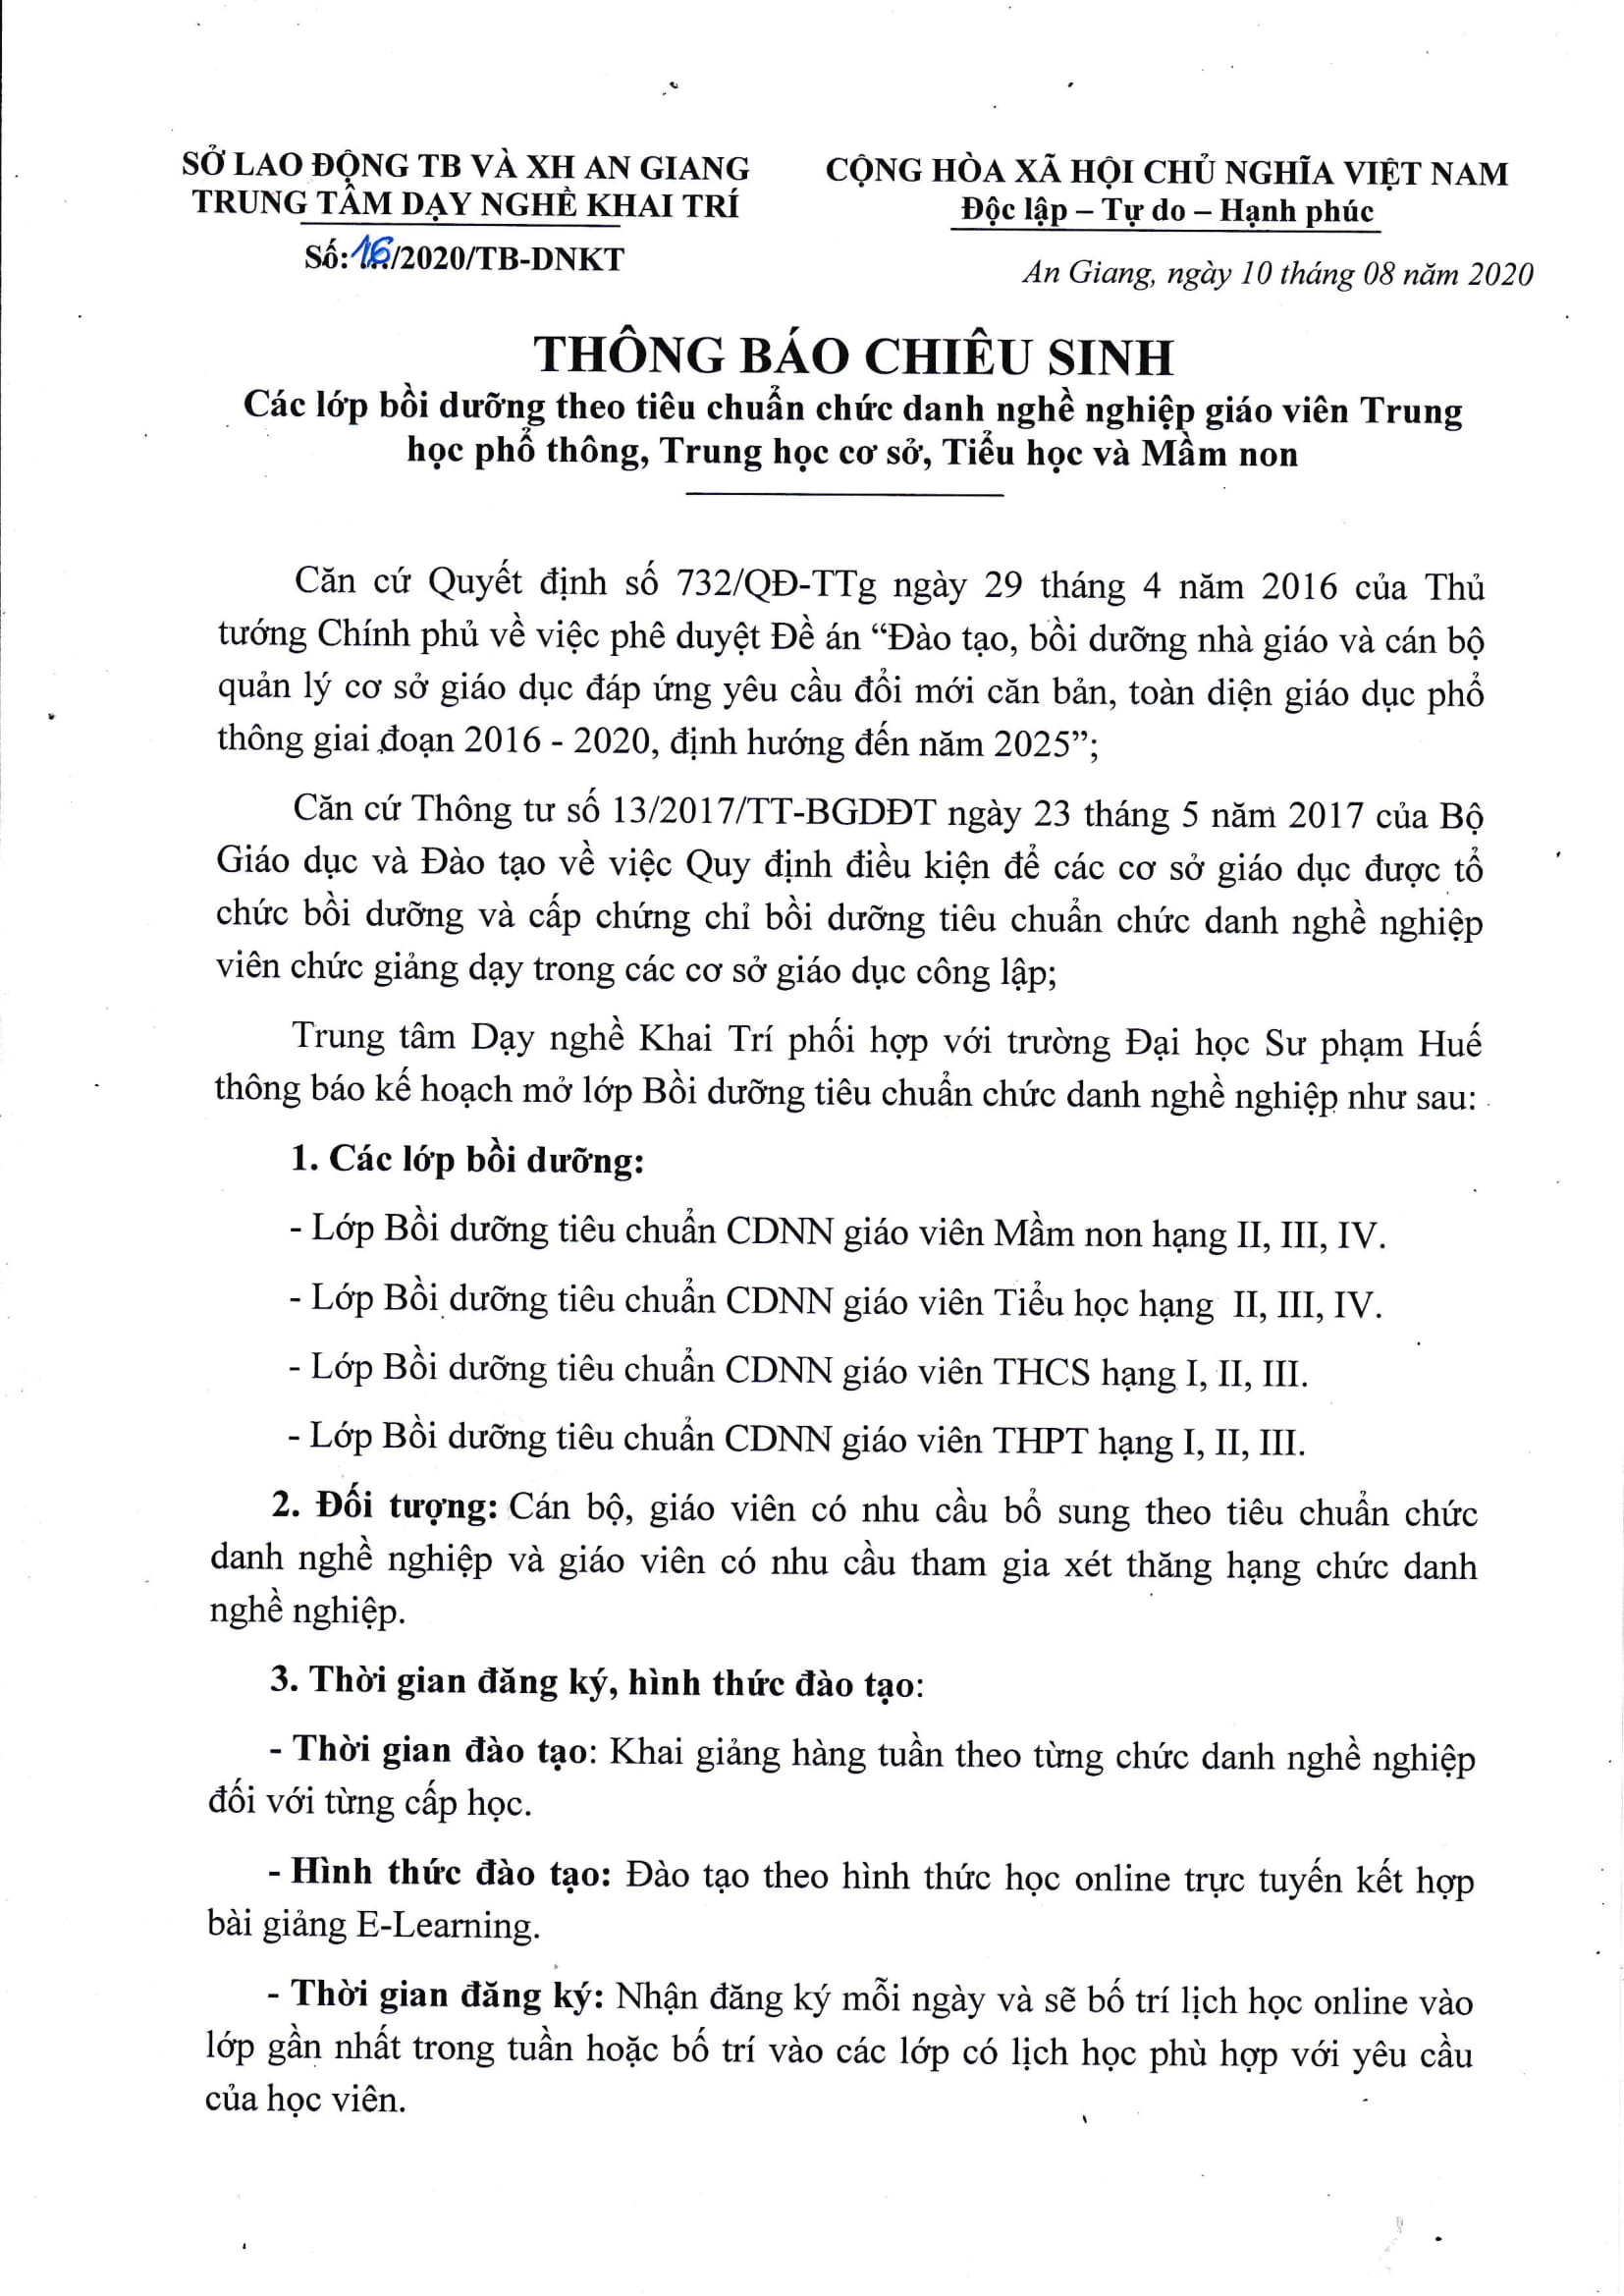 SỞ LAO ĐỘNG TB VÀ XH AN GIANG
TRUNG TÂM DẠY NGHỀ KHAI TRÍ
Số: 16/2020/TB-DNKT
CỘNG HÒA XÃ HỘI CHỦ NGHĨA VIỆT NAM
Độc lập – Tự do – Hạnh phúc
An Giang, ngày 10 tháng 08 năm 2020
THÔNG BÁO CHIÊU SINH
Các lớp bồi dưỡng theo tiêu chuẩn chức danh nghề nghiệp giáo viên Trung
học phổ thông, Trung học cơ sở, Tiểu học và Mầm non
Căn cứ Quyết định số 732/QĐ-TTg ngày 29 tháng 4 năm 2016 của Thủ
tướng Chính phủ về việc phê duyệt Đề án “Đào tạo, bồi dưỡng nhà giáo và cán bộ
quản lý cơ sở giáo dục đáp ứng yêu cầu đổi mới căn bản, toàn diện giáo dục phổ
thông giai đoạn 2016 - 2020, định hướng đến năm 2025”;
Căn cứ Thông tư số 13/2017/TT-BGDĐT ngày 23 tháng 5 năm 2017 của Bộ
Giáo dục và Đào tạo về việc Quy định điều kiện để các cơ sở giáo dục được tổ
chức bồi dưỡng và cấp chứng chỉ bồi dưỡng tiêu chuẩn chức danh nghề nghiệp
viên chức giảng dạy trong các cơ sở giáo dục công lập;
Trung tâm Dạy nghề Khai Trí phối hợp với trường Đại học Sư phạm Huế
thông báo kế hoạch mở lớp Bồi dưỡng tiêu chuẩn chức danh nghề nghiệp như sau:
1. Các lớp bồi dưỡng:
- Lớp Bồi dưỡng tiêu chuẩn CDNN giáo viên Mầm non hạng II, III, IV.
- Lớp Bồi dưỡng tiêu chuẩn CDNN giáo viên Tiểu học hạng II, III, IV.
- Lớp Bồi dưỡng tiêu chuẩn CDNN giáo viên THCS hạng I, II, III.
- Lớp Bồi dưỡng tiêu chuẩn CDNN giáo viên THPT hạng I, II, III.
2. Đối tượng: Cán bộ, giáo viên có nhu cầu bổ sung theo tiêu chuẩn chức
danh nghề nghiệp và giáo viên có nhu cầu tham gia xét thăng hạng chức danh
nghề nghiệp.
3. Thời gian đăng ký, hình thức đào tạo:
- Thời gian đào tạo: Khai giảng hàng tuần theo từng chức danh nghề nghiệp
đối với từng cấp học.
- Hình thức đào tạo: Đào tạo theo hình thức học online trực tuyến kết hợp
bài giảng E-Learning.
- Thời gian đăng ký: Nhận đăng ký mỗi ngày và sẽ bố trí lịch học online vào
lớp gần nhất trong tuần hoặc bố trí vào các lớp có lịch học phù hợp với yêu cầu
của học viên.